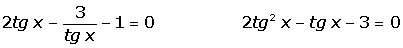 2tg x − 3/(tg x) − 1 = 0    2tg² x − tg x − 3 = 0